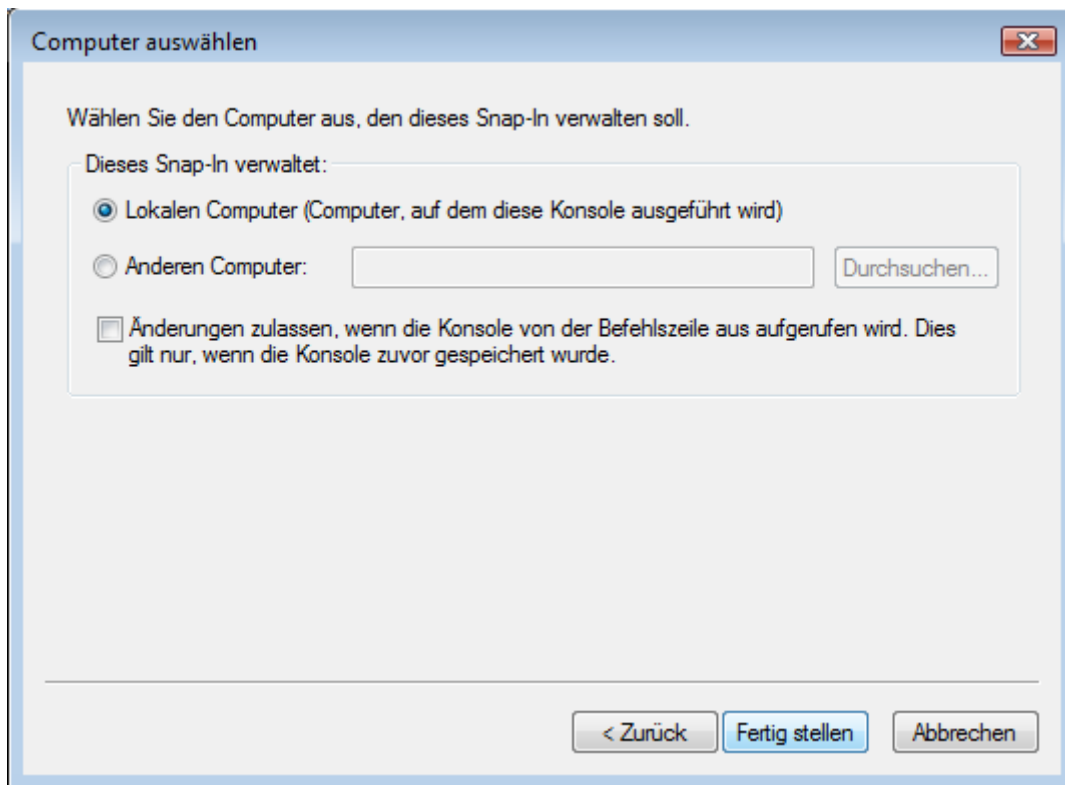 Computer auswählen
Wählen Sie den Computer aus, den dieses Snap-In verwalten soll.
Dieses Snap-In verwaltet:
Lokalen Computer (Computer, auf dem diese Konsole ausgeführt wird)
Anderen Computer:
Durchsuchen...
Änderungen zulassen, wenn die Konsole von der Befehlszeile aus aufgerufen wird. Dies
gilt nur, wenn die Konsole zuvor gespeichert wurde.
< Zurück
Fertig stellen
Abbrechen